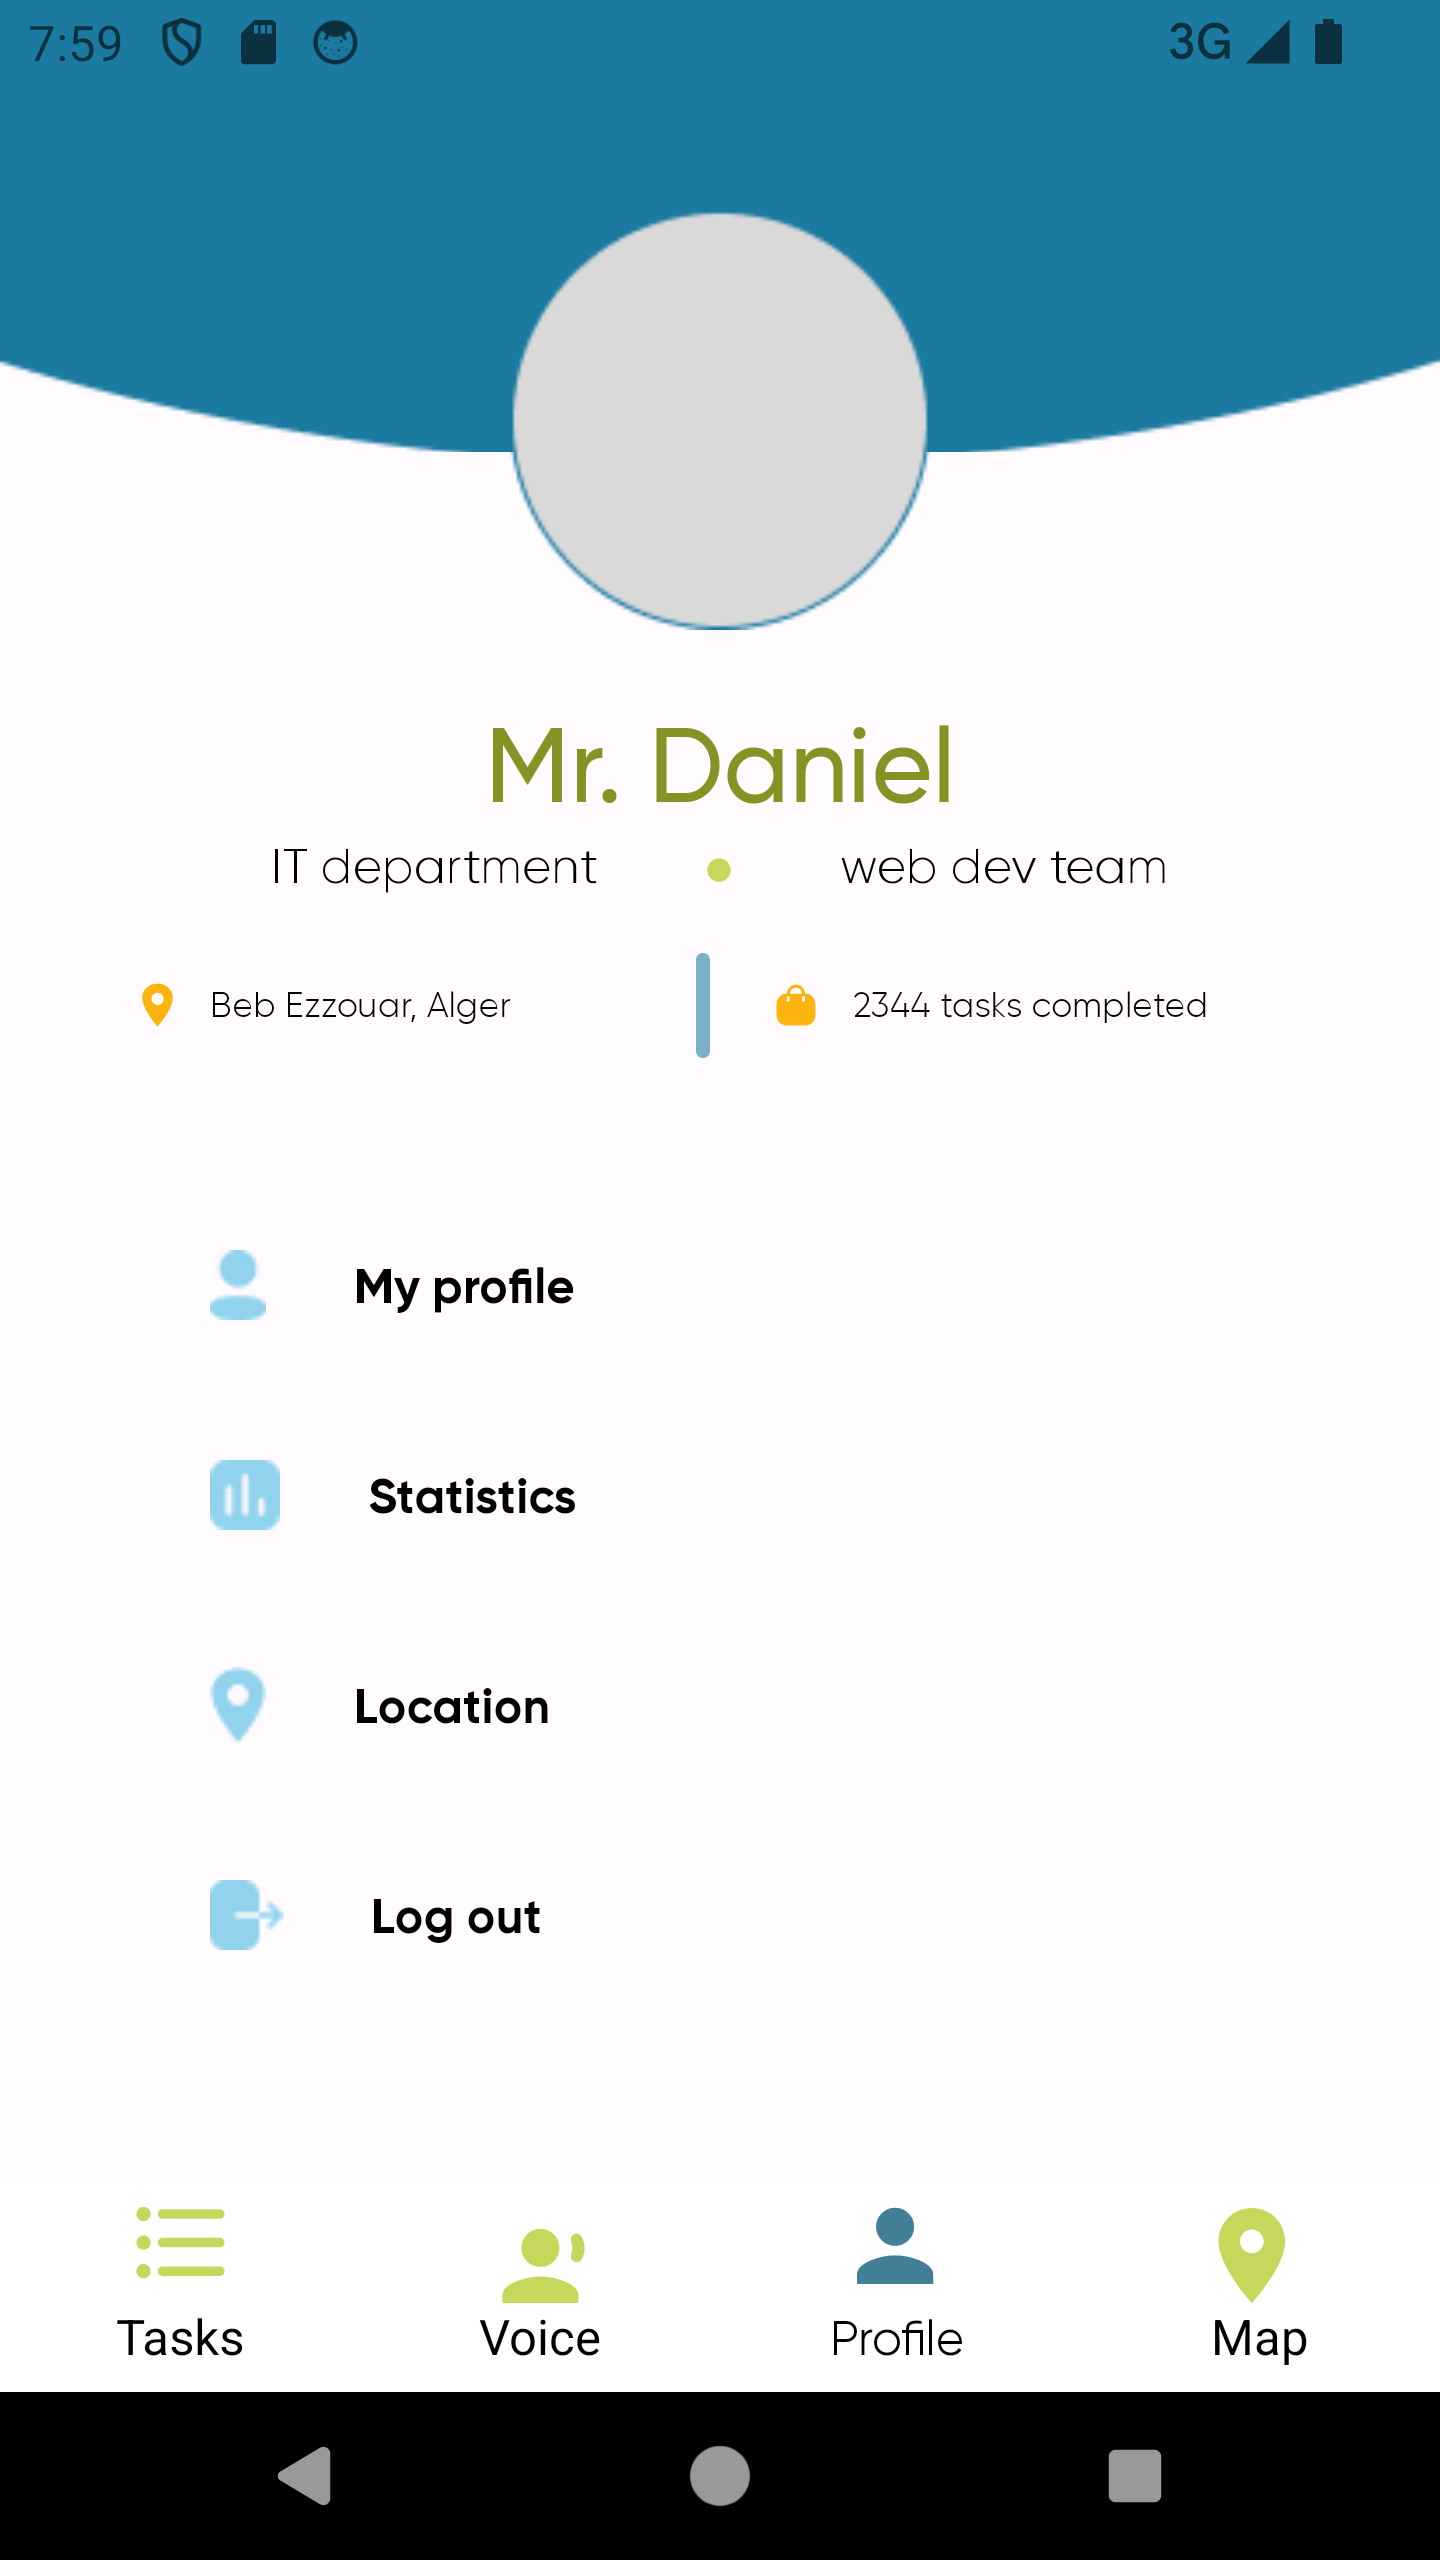 7:59 3G
Mr. Daniel
IT department web dev team
Beb Ezzouar, Alger 2344 tasks completed
My profile
Statistics
Location
Log out
Tasks Voice Profile Map